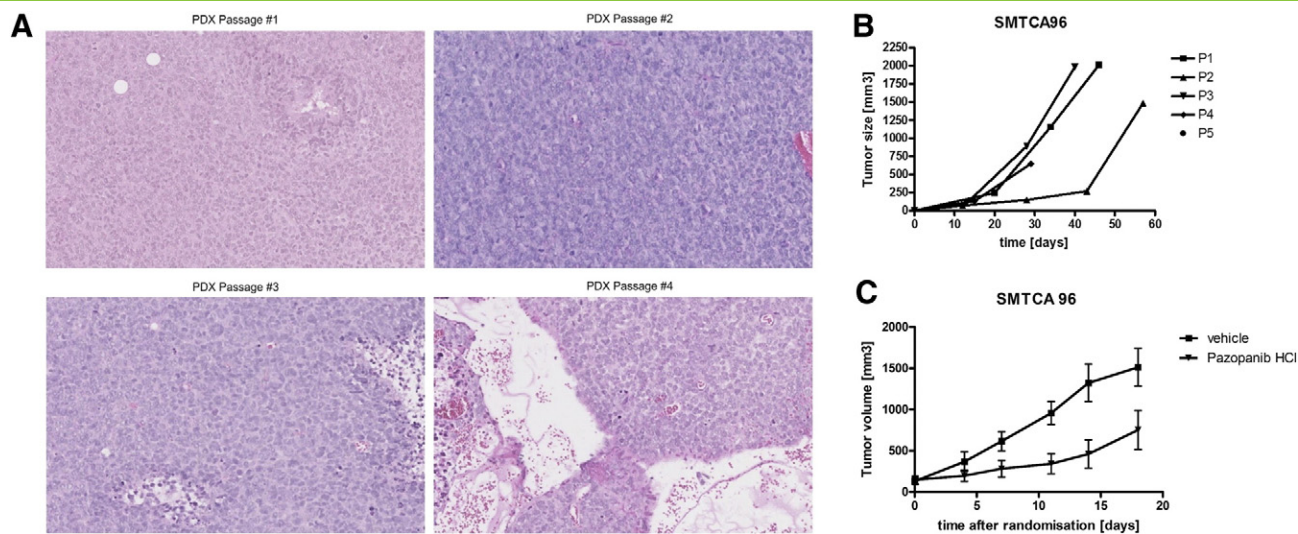 A
PDX Passage #1
PDX Passage #2
PDX Passage #3
PDX Passage #4
B
SMTCA96
Tumor size [mm3]
2250
2000
1750
1500
1250
1000
750
500
250
0
0 10 20 30 40 50 60
time [days]
P1
P2
P3
P4
P5
C
SMTCA 96
Tumor volume [mm3]
2000
1500
1000
500
0
0 5 10 15 20
time after randomisation [days]
vehicle
Pazopanib HCl